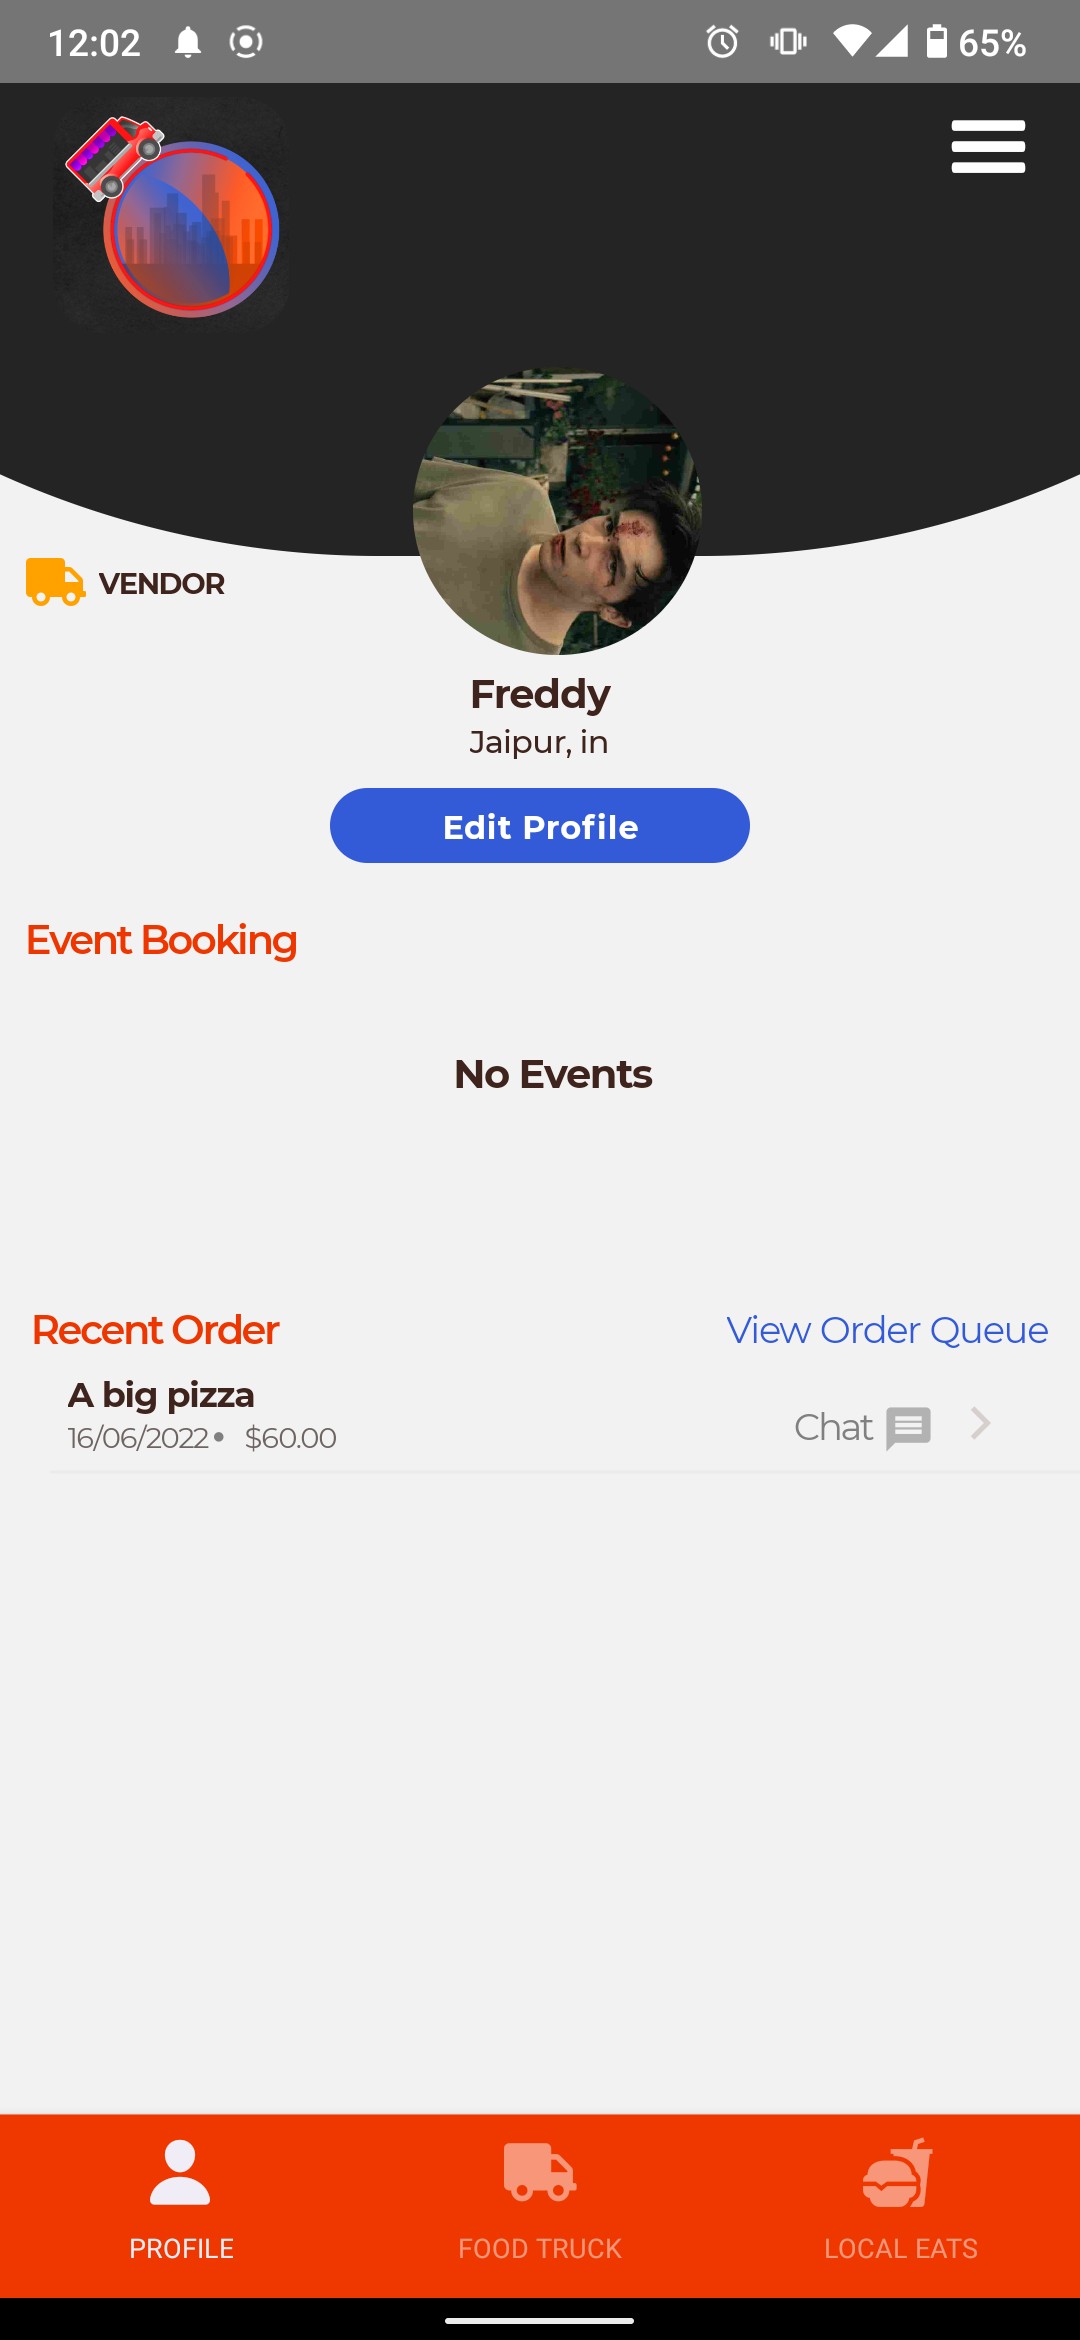 12:02
65%
VENDOR
Freddy
Jaipur, in
Edit Profile
Event Booking
No Events
Recent Order
View Order Queue
A big pizza
16/06/2022 • $60.00
Chat
PROFILE
FOOD TRUCK
LOCAL EATS